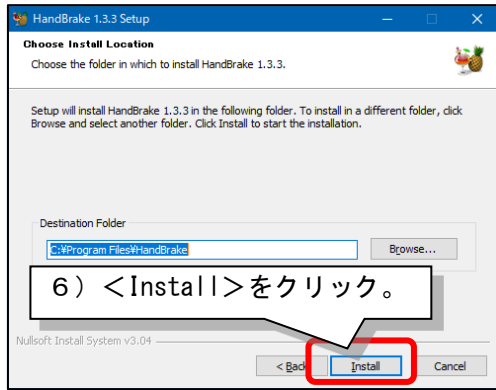 HandBrake 1.3.3 Setup
Choose Install Location
Choose the folder in which to install HandBrake 1.3.3.
Setup will install HandBrake 1.3.3 in the following folder. To install in a different folder, click
Browse and select another folder. Click Install to start the installation.
Destination Folder
C:¥Program Files¥HandBrake
Browse...
6）＜Install＞をクリック。
Nullsoft Install System v3.04
< Back
Install
Cancel